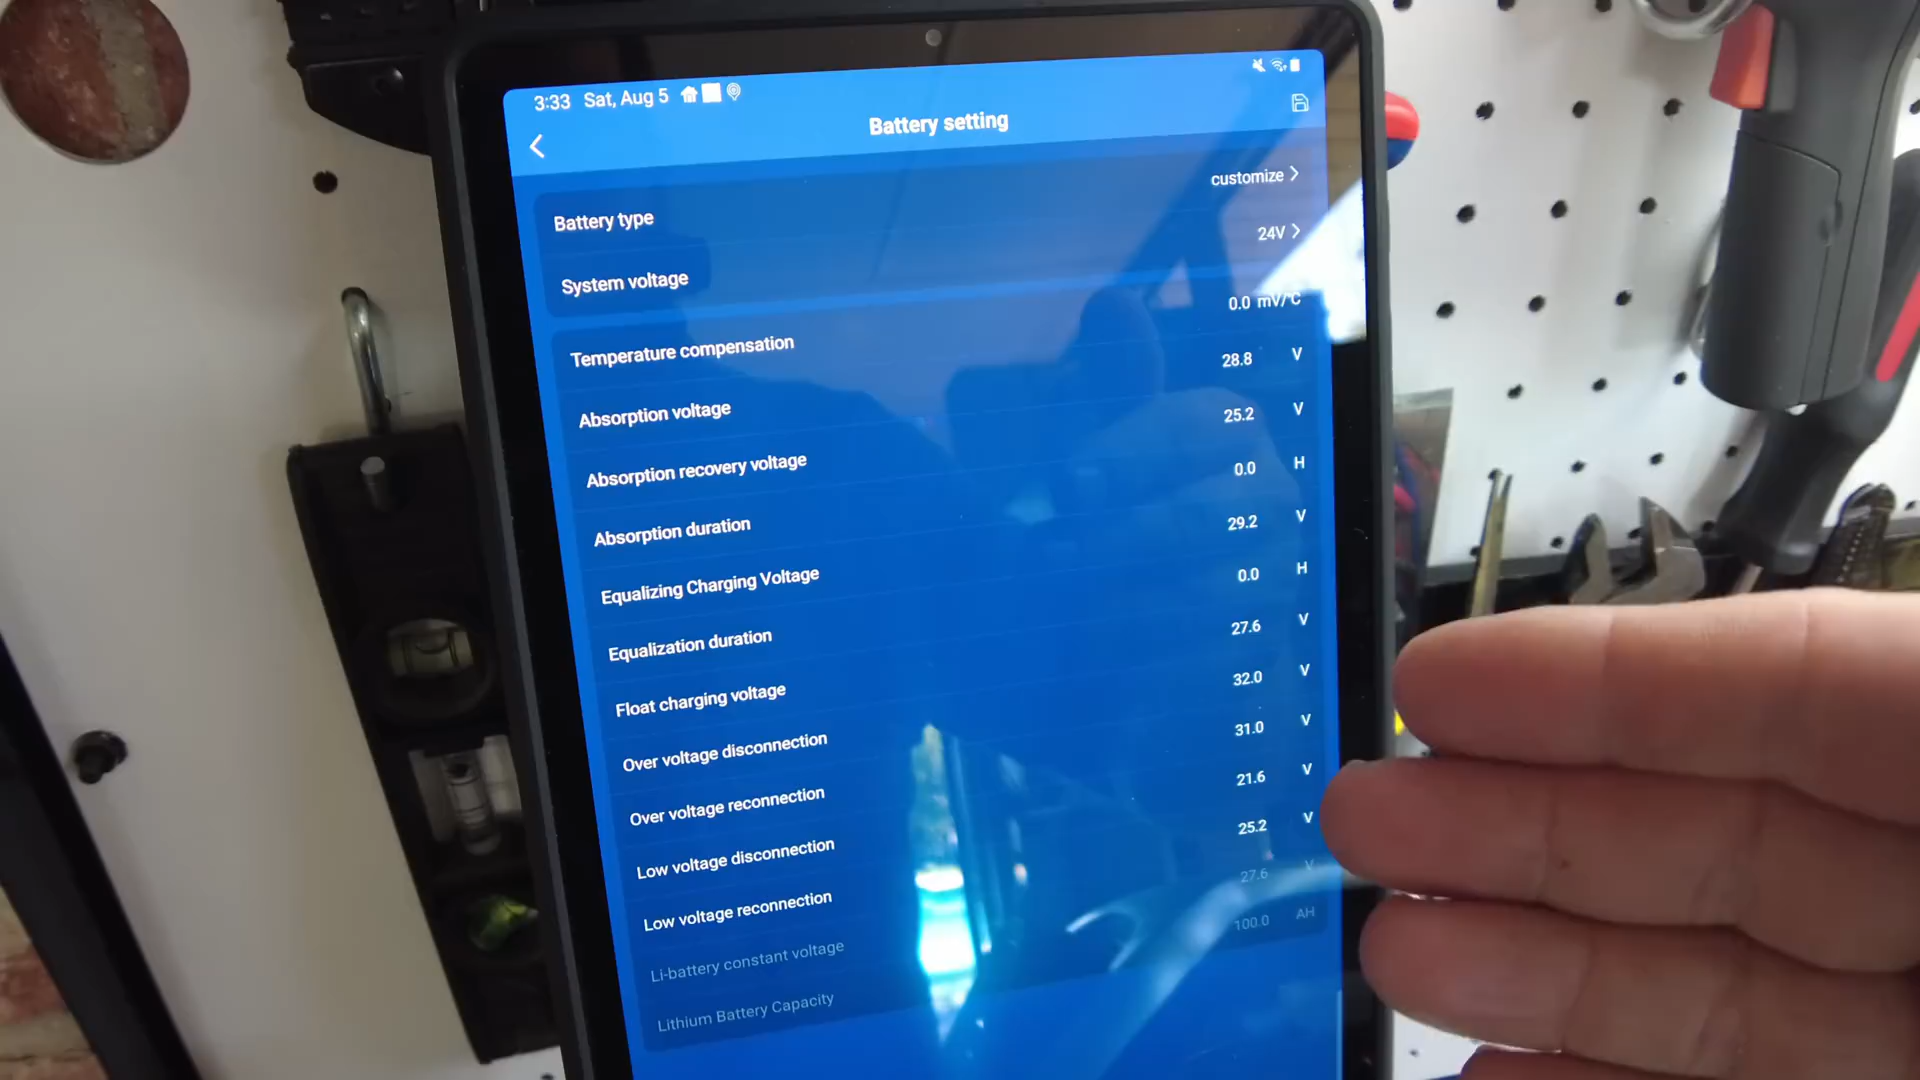 3:33 Sat, Aug 5
Battery setting
Battery type customize
System voltage 24V
Temperature compensation 0.0 mV/°C
Absorption voltage 28.8 V
Absorption recovery voltage 25.2 V
Absorption duration 0.0 H
Equalizing Charging Voltage 29.2 V
Equalization duration 0.0 H
Float charging voltage 27.6 V
Over voltage disconnection 32.0 V
Over voltage reconnection 31.0 V
Low voltage disconnection 21.6 V
Low voltage reconnection 25.2 V
Li-battery constant voltage 27.6 V
Lithium Battery Capacity 100.0 AH